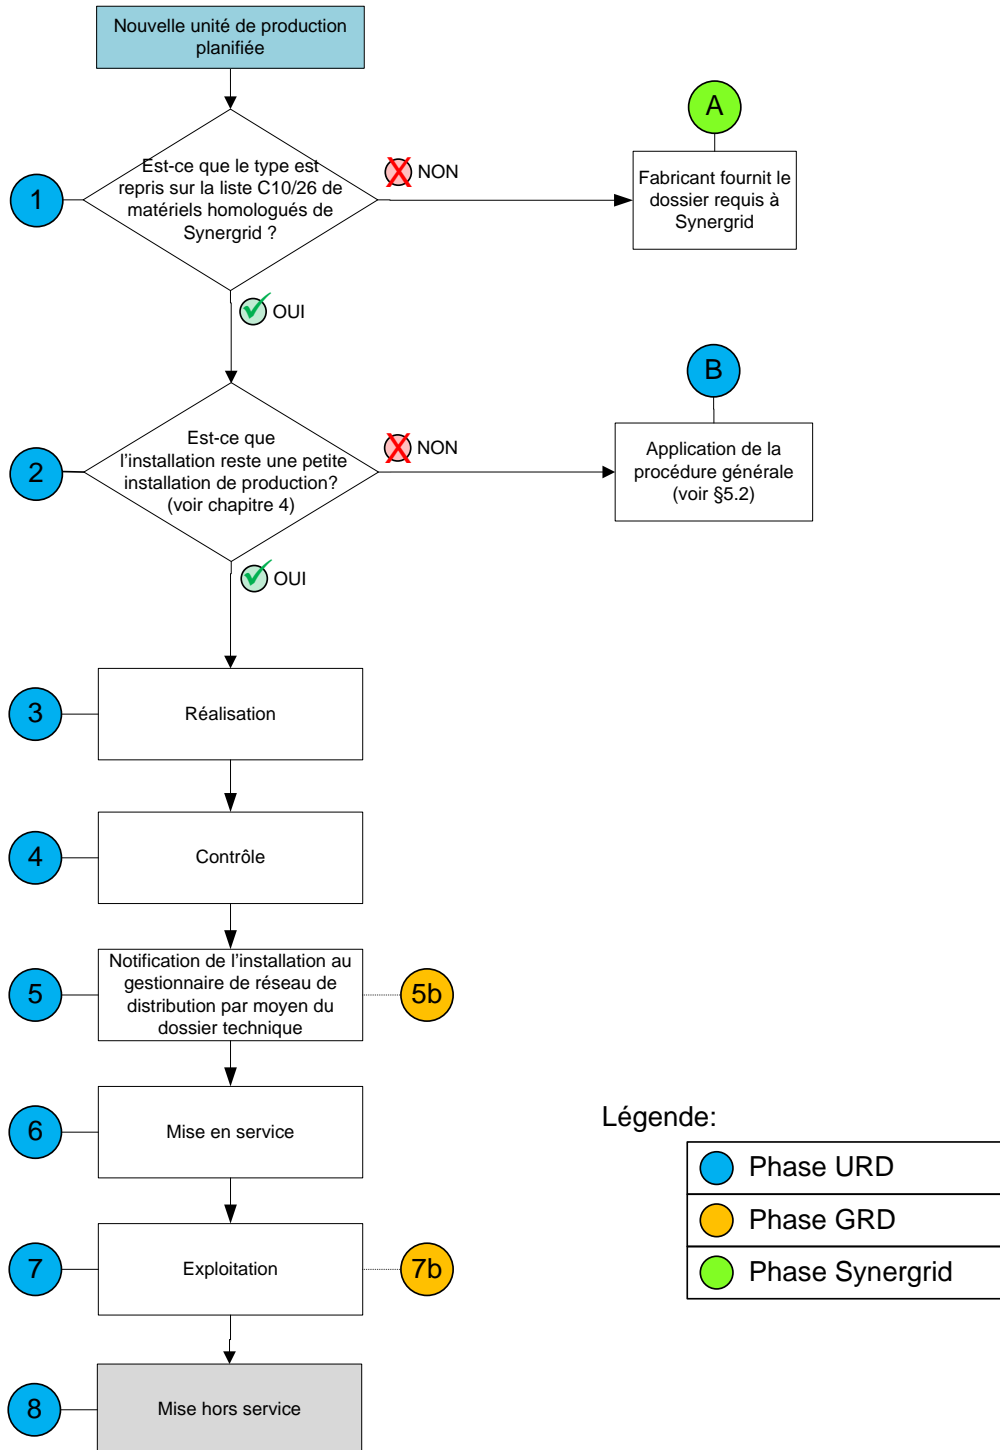 Nouvelle unité de production
planifiée
A
Est-ce que le type est
repris sur la liste C10/26 de
matériels homologués de
Synergrid ?
1
NON
Fabricant fournit le
dossier requis à
Synergrid
OUI
B
Est-ce que
l'installation reste une petite
installation de production?
(voir chapitre 4)
2
NON
Application de la
procédure générale
(voir §5.2)
OUI
3
Réalisation
4
Contrôle
5
Notification de l'installation au
gestionnaire de réseau de
distribution par moyen du
dossier technique
5b
6
Mise en service
7
Exploitation
7b
8
Mise hors service
Légende:
Phase URD
Phase GRD
Phase Synergrid